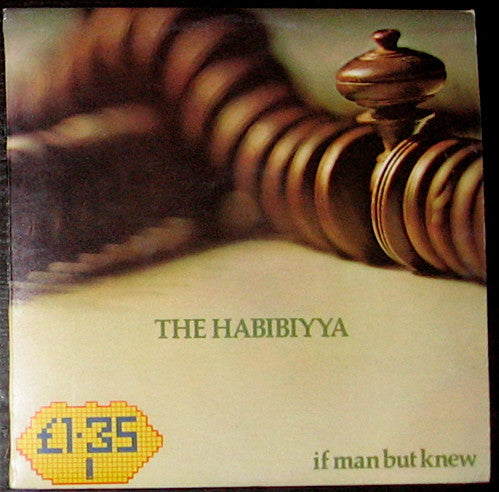 THE HABIBIYYA
£1·35
if man but knew